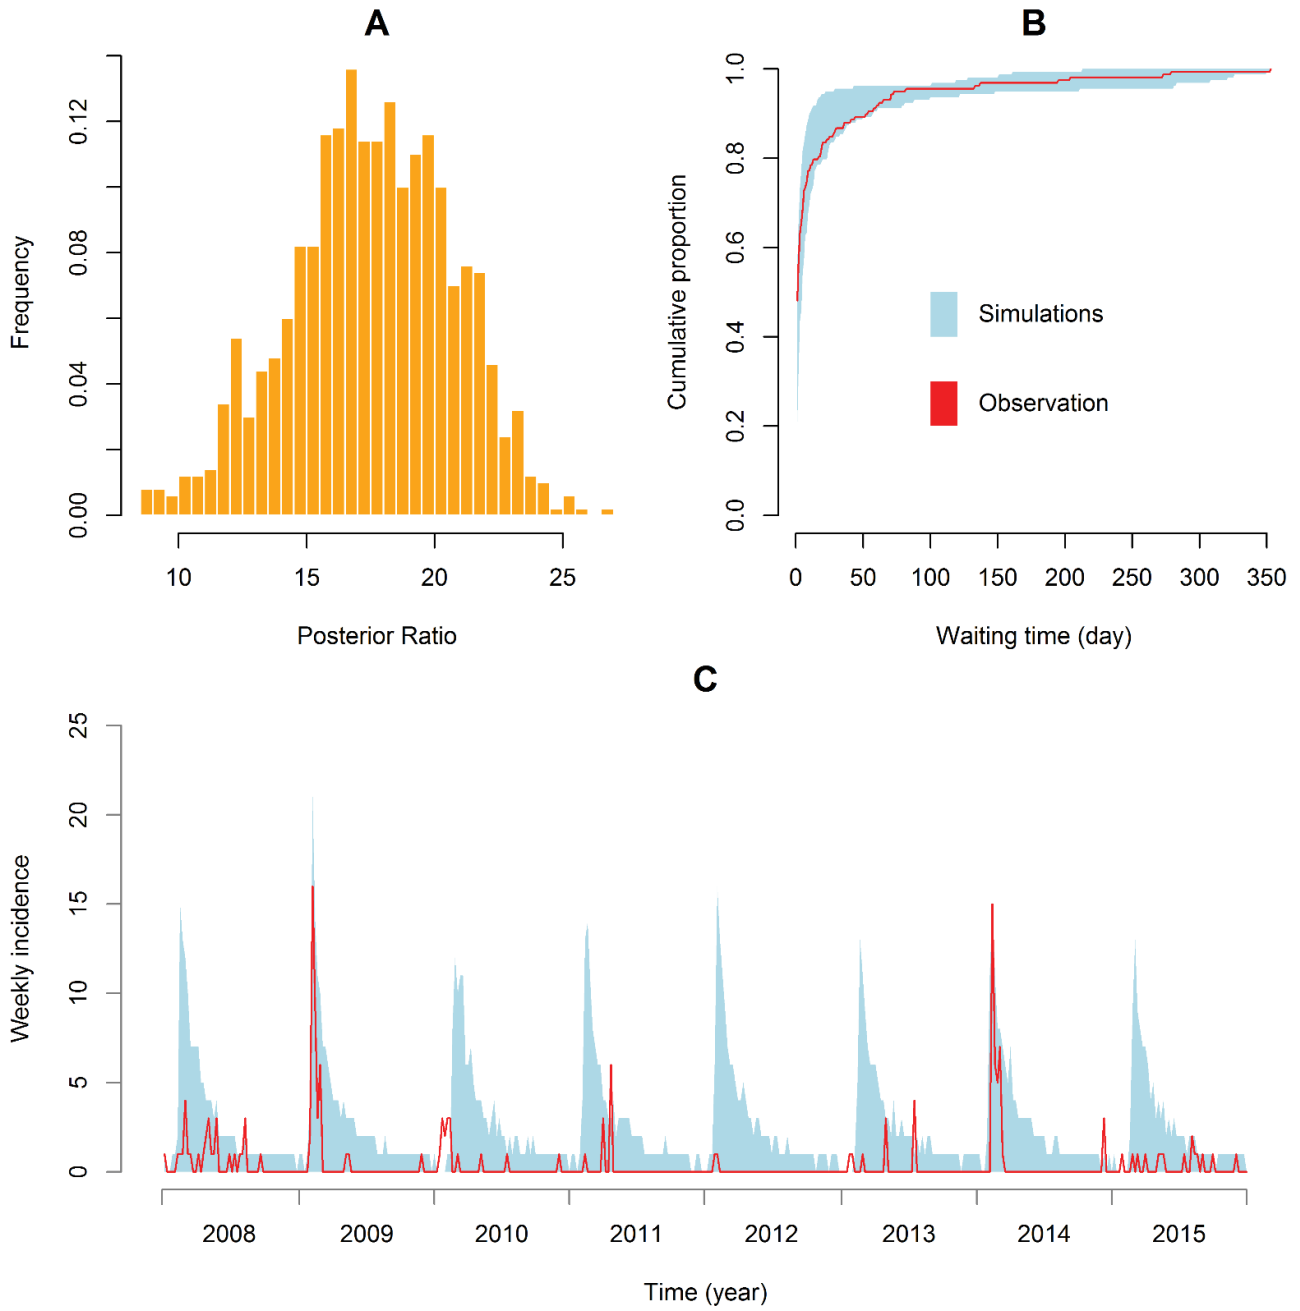 A
Frequency
0.12
0.08
0.04
0.00
10 15 20 25
Posterior Ratio
B
Cumulative proportion
1.0
0.8
0.6
0.4
0.2
0.0
Simulations
Observation
0 50 100 150 200 250 300 350
Waiting time (day)
C
Weekly incidence
25
20
15
10
5
0
2008 2009 2010 2011 2012 2013 2014 2015
Time (year)